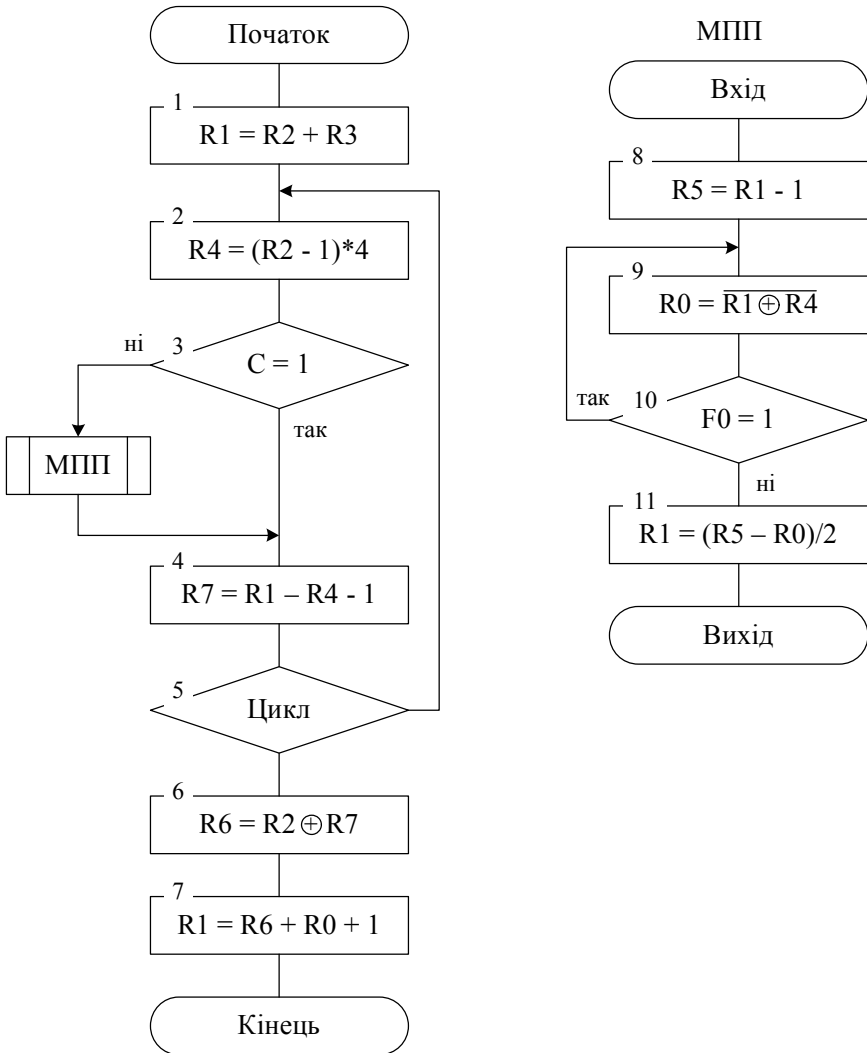 Початок
1
R1 = R2 + R3
2
R4 = (R2 - 1)*4
3
C = 1
ні
так
МПП
4
R7 = R1 – R4 - 1
5
Цикл
6
R6 = R2 ⊕ R7
7
R1 = R6 + R0 + 1
Кінець
МПП
Вхід
8
R5 = R1 - 1
9
R0 = \overline{R1 ⊕ R4}
10
F0 = 1
так
ні
11
R1 = (R5 – R0)/2
Вихід